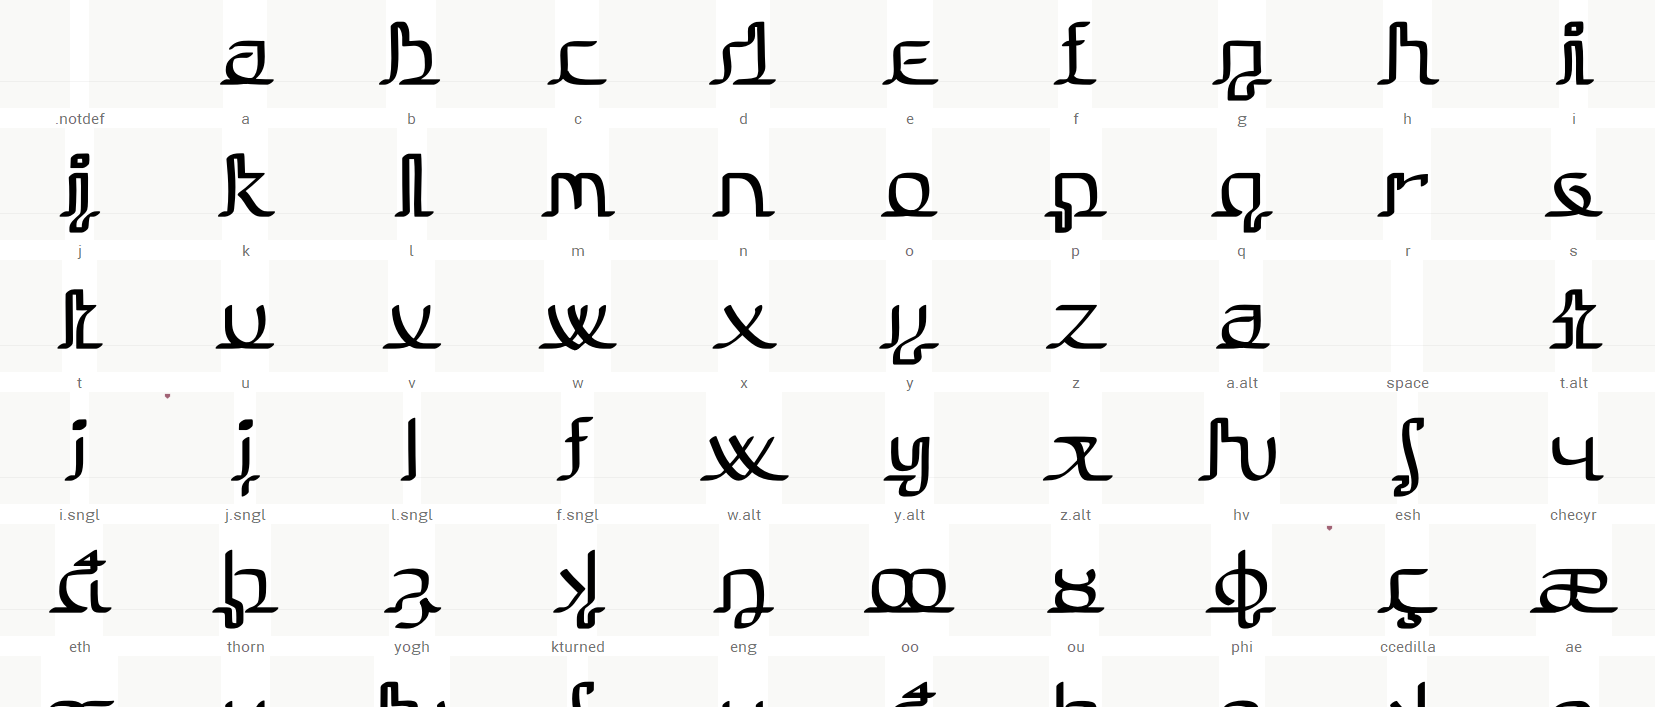 a b c d e f g h i
.notdef a b c d e f g h i
j k l m n o p q r s
j k l m n o p q r s
t u v w x y z a t
t u v w x y z a.alt space t.alt
i j l f w y z ƕ ʃ ч
i.sngl j.sngl l.sngl f.sngl w.alt y.alt z.alt hv esh checyr
ð þ ȝ ʞ ŋ ꝏ ȣ ɸ ç æ
eth thorn yogh kturned eng oo ou phi ccedilla ae